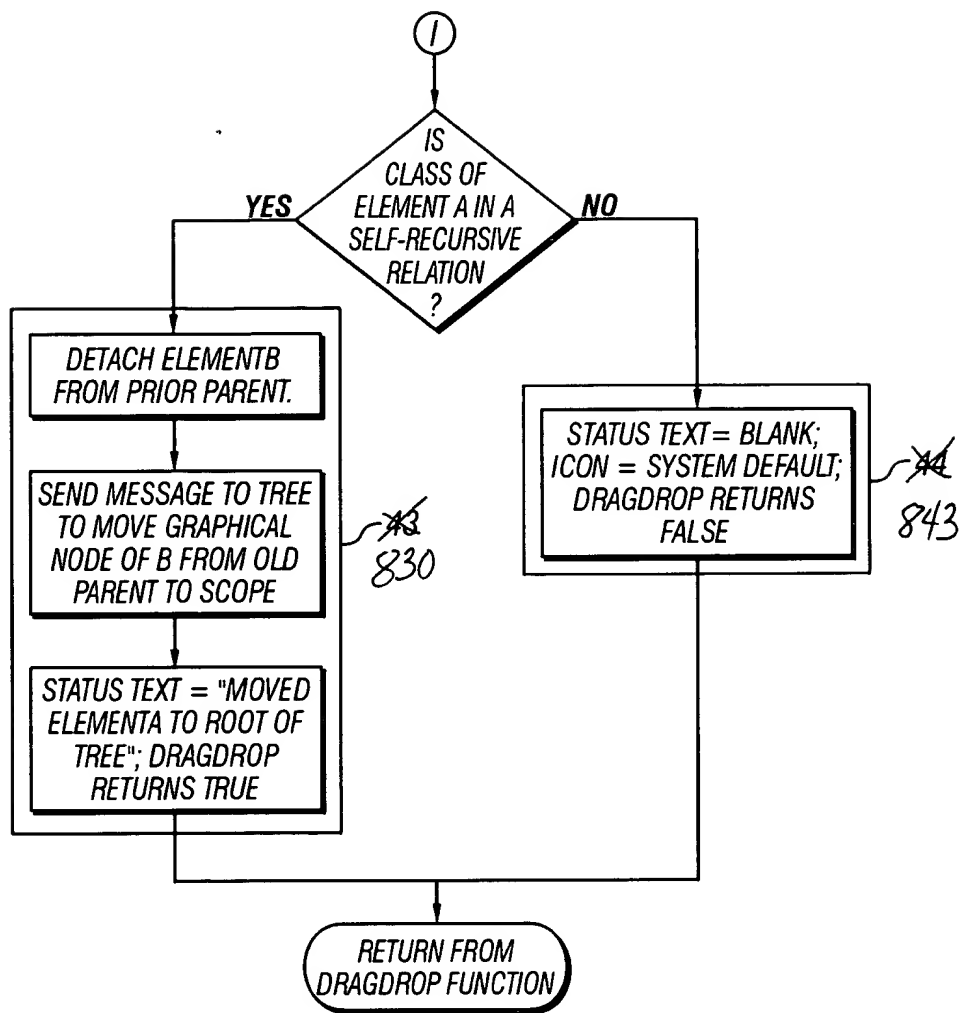 1
IS
CLASS OF
ELEMENT A IN A
SELF-RECURSIVE
RELATION
?
YES
NO
DETACH ELEMENTB
FROM PRIOR PARENT.
SEND MESSAGE TO TREE
TO MOVE GRAPHICAL
NODE OF B FROM OLD
PARENT TO SCOPE
43
830
STATUS TEXT = "MOVED
ELEMENTA TO ROOT OF
TREE"; DRAGDROP
RETURNS TRUE
STATUS TEXT= BLANK;
ICON = SYSTEM DEFAULT;
DRAGDROP RETURNS
FALSE
44
843
RETURN FROM
DRAGDROP FUNCTION